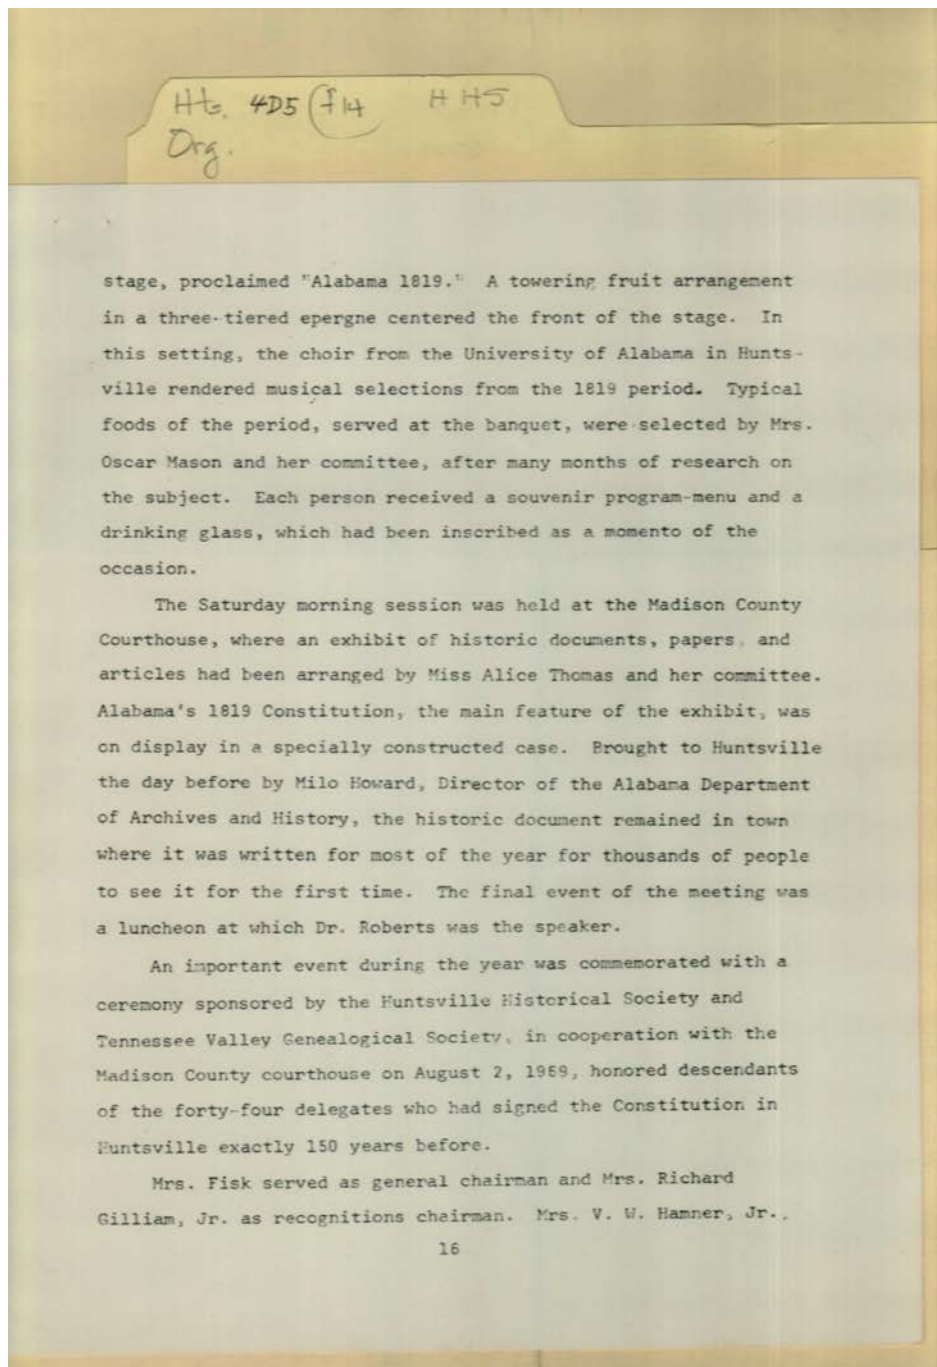 Hts. 4D5 (f14 HHS
Org.
stage, proclaimed "Alabama 1819." A towering fruit arrangement
in a three-tiered epergne centered the front of the stage. In
this setting, the choir from the University of Alabama in Hunts-
ville rendered musical selections from the 1819 period. Typical
foods of the period, served at the banquet, were selected by Mrs.
Oscar Mason and her committee, after many months of research on
the subject. Each person received a souvenir program-menu and a
drinking glass, which had been inscribed as a momento of the
occasion.
The Saturday morning session was held at the Madison County
Courthouse, where an exhibit of historic documents, papers, and
articles had been arranged by Miss Alice Thomas and her committee.
Alabama's 1819 Constitution, the main feature of the exhibit, was
on display in a specially constructed case. Brought to Huntsville
the day before by Milo Howard, Director of the Alabama Department
of Archives and History, the historic document remained in town
where it was written for most of the year for thousands of people
to see it for the first time. The final event of the meeting was
a luncheon at which Dr. Roberts was the speaker.
An important event during the year was commemorated with a
ceremony sponsored by the Huntsville Historical Society and
Tennessee Valley Genealogical Society, in cooperation with the
Madison County courthouse on August 2, 1969, honored descendants
of the forty-four delegates who had signed the Constitution in
Huntsville exactly 150 years before.
Mrs. Fisk served as general chairman and Mrs. Richard
Gilliam, Jr. as recognitions chairman. Mrs. V. W. Hamner, Jr.,
16